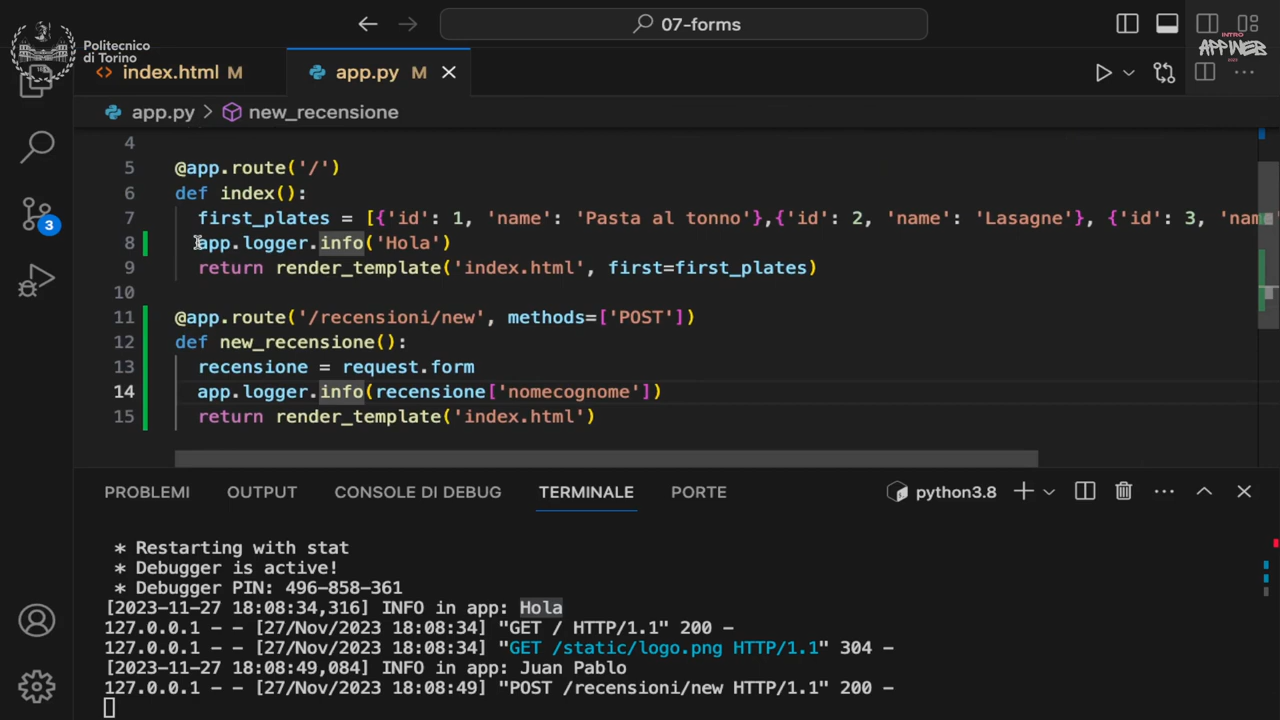 Politecnico
di Torino
07-forms
INTRO
APPIWEB
index.html M
app.py M
app.py > new_recensione
4
5 @app.route('/')
6 def index():
7 first_plates = [{'id': 1, 'name': 'Pasta al tonno'},{'id': 2, 'name': 'Lasagne'}, {'id': 3, 'name
8 app.logger.info('Hola')
9 return render_template('index.html', first=first_plates)
10
11 @app.route('/recensioni/new', methods=['POST'])
12 def new_recensione():
13 recensione = request.form
14 app.logger.info(recensione['nomecognome'])
15 return render_template('index.html')
3
PROBLEMI OUTPUT CONSOLE DI DEBUG TERMINALE PORTE python3.8
* Restarting with stat
* Debugger is active!
* Debugger PIN: 496-858-361
[2023-11-27 18:08:34,316] INFO in app: Hola
127.0.0.1 - - [27/Nov/2023 18:08:34] "GET / HTTP/1.1" 200 -
127.0.0.1 - - [27/Nov/2023 18:08:34] "GET /static/logo.png HTTP/1.1" 304 -
[2023-11-27 18:08:49,084] INFO in app: Juan Pablo
127.0.0.1 - - [27/Nov/2023 18:08:49] "POST /recensioni/new HTTP/1.1" 200 -